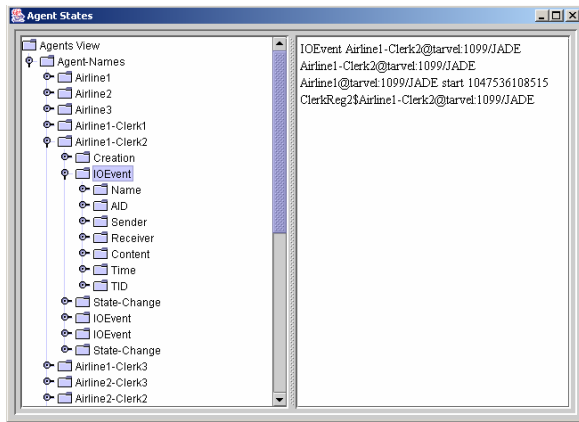 Agent States
Agents View
Agent-Names
Airline1
Airline2
Airline3
Airline1-Clerk1
Airline1-Clerk2
Creation
IOEvent
Name
AID
Sender
Receiver
Content
Time
TID
State-Change
IOEvent
IOEvent
State-Change
Airline1-Clerk3
Airline2-Clerk3
Airline2-Clerk2
IOEvent Airline1-Clerk2@tarvel:1099/JADE
Airline1-Clerk2@tarvel:1099/JADE
Airline1@tarvel:1099/JADE start 1047536108515
ClerkReg2$Airline1-Clerk2@tarvel:1099/JADE